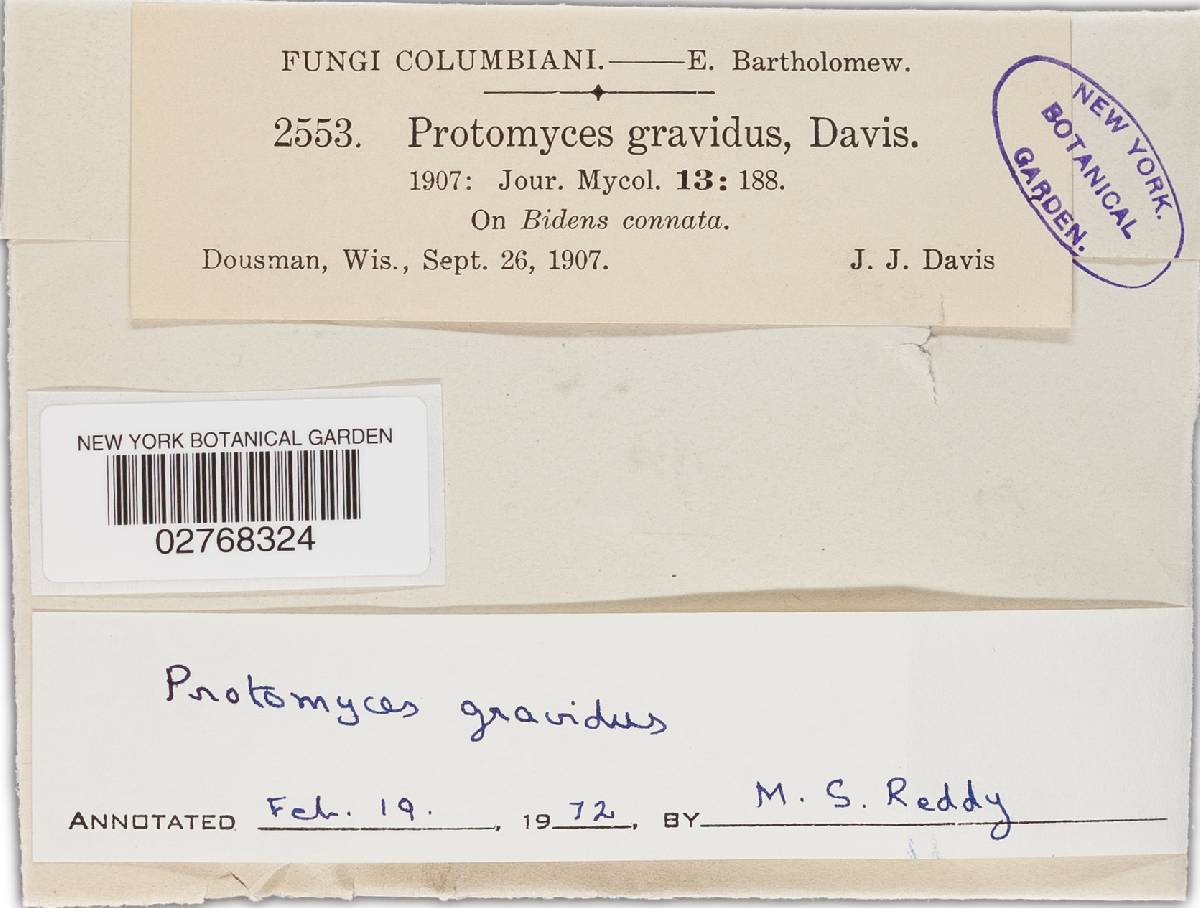 FUNGI COLUMBIANI.——E. Bartholomew.
2553. Protomyces gravidus, Davis.
1907: Jour. Mycol. 13: 188.
On Bidens connata.
Dousman, Wis., Sept. 26, 1907. J. J. Davis
NEW YORK.
BOTANICAL
GARDEN.
NEW YORK BOTANICAL GARDEN
02768324
Protomyces gravidus
ANNOTATED Feb. 19. , 1972, BY M. S. Reddy